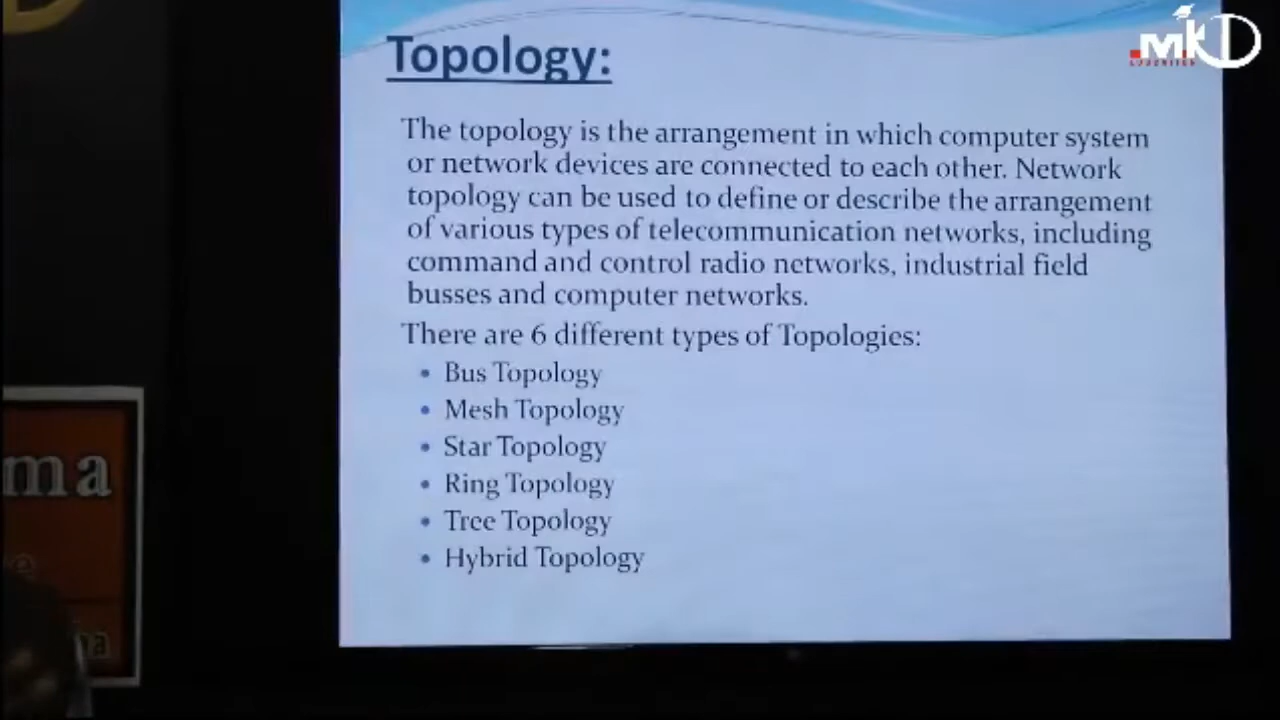 Topology:
The topology is the arrangement in which computer system
or network devices are connected to each other. Network
topology can be used to define or describe the arrangement
of various types of telecommunication networks, including
command and control radio networks, industrial field
busses and computer networks.
There are 6 different types of Topologies:
• Bus Topology
• Mesh Topology
• Star Topology
• Ring Topology
• Tree Topology
• Hybrid Topology
.MKD
ma
e